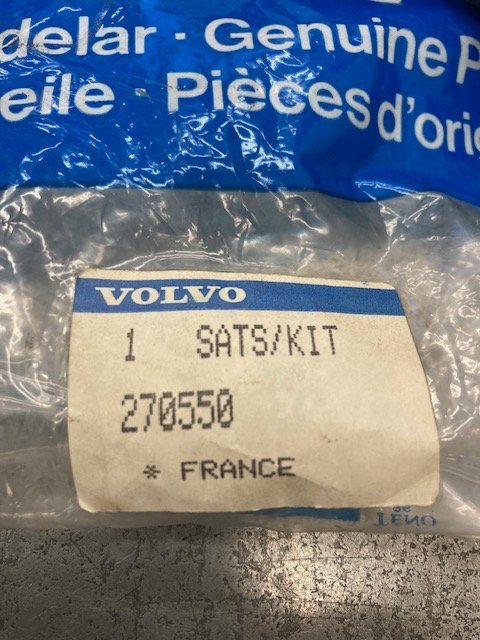 delar · Genuine P
eile · Pièces d'ori
VOLVO
1 SATS/KIT
270550
* FRANCE